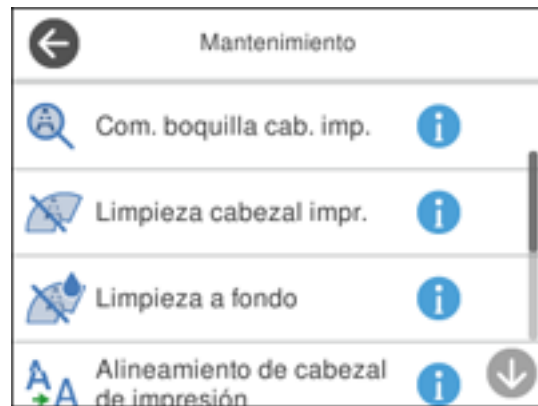 Mantenimiento
Com. boquilla cab. imp.
Limpieza cabezal impr.
Limpieza a fondo
Alineamiento de cabezal
de impresión